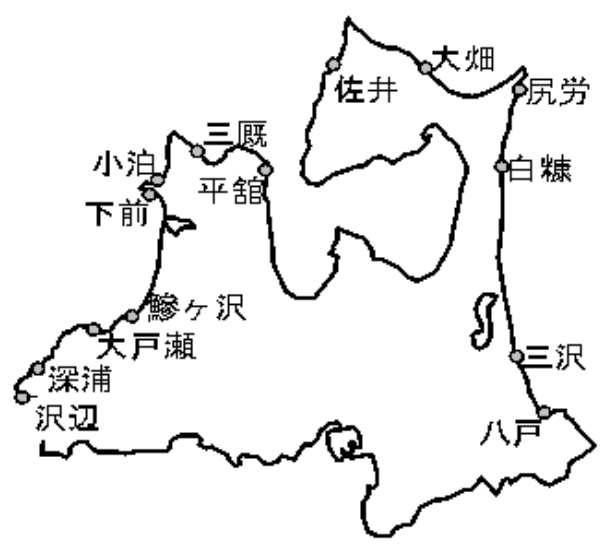 大畑
佐井
尻労
三厩
小泊
平舘
白糠
下前
鰺ヶ沢
大戸瀬
三沢
深浦
沢辺
八戸